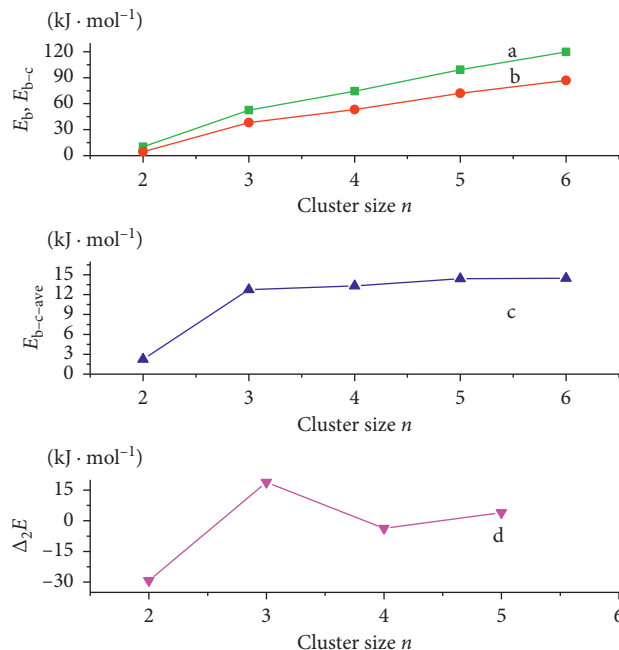 (kJ · mol⁻¹)
120
90
60
30
0
E_b, E_b–c
a
b
2 3 4 5 6
Cluster size n
(kJ · mol⁻¹)
15
12
9
6
3
0
E_b–c–ave
c
2 3 4 5 6
Cluster size n
(kJ · mol⁻¹)
15
0
−15
−30
Δ₂E
d
2 3 4 5 6
Cluster size n